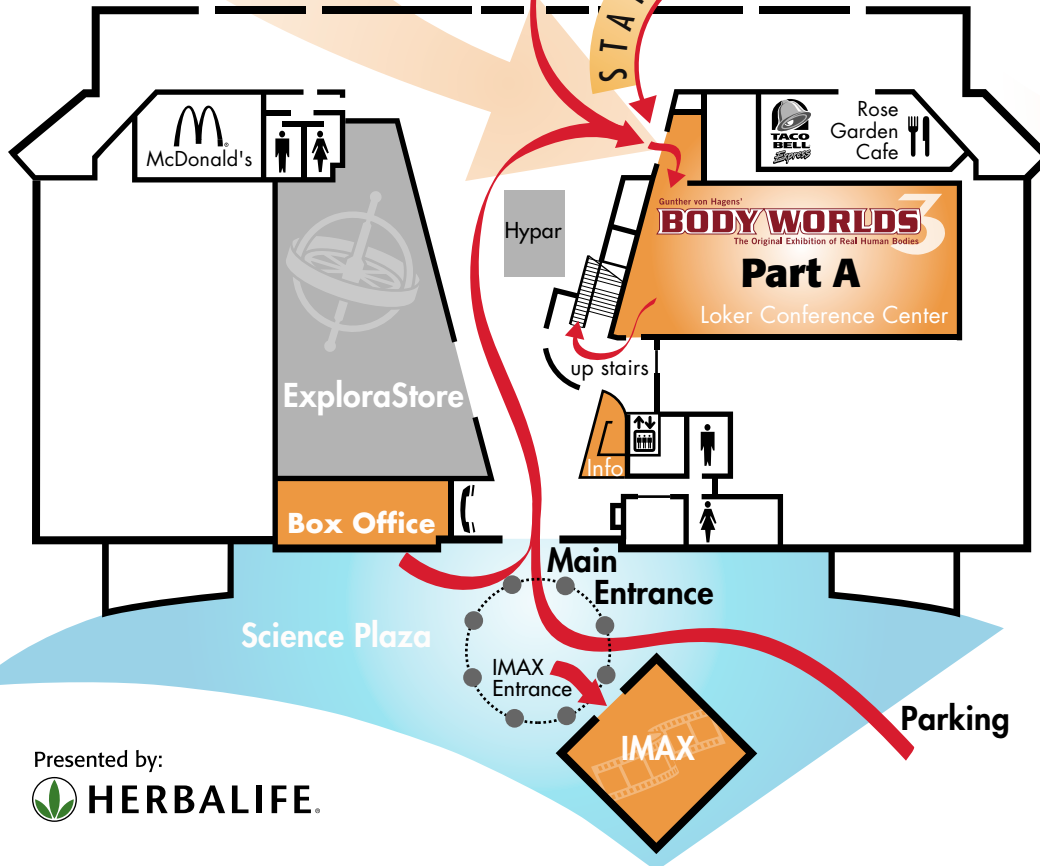 STA
McDonald's
TACO
BELL
Express
Rose
Garden
Cafe
Hypar
Gunther von Hagens'
BODY WORLDS 3
The Original Exhibition of Real Human Bodies
Part A
Loker Conference Center
up stairs
ExploraStore
Info
Box Office
Main
Entrance
Science Plaza
IMAX
Entrance
IMAX
Parking
Presented by:
HERBALIFE.